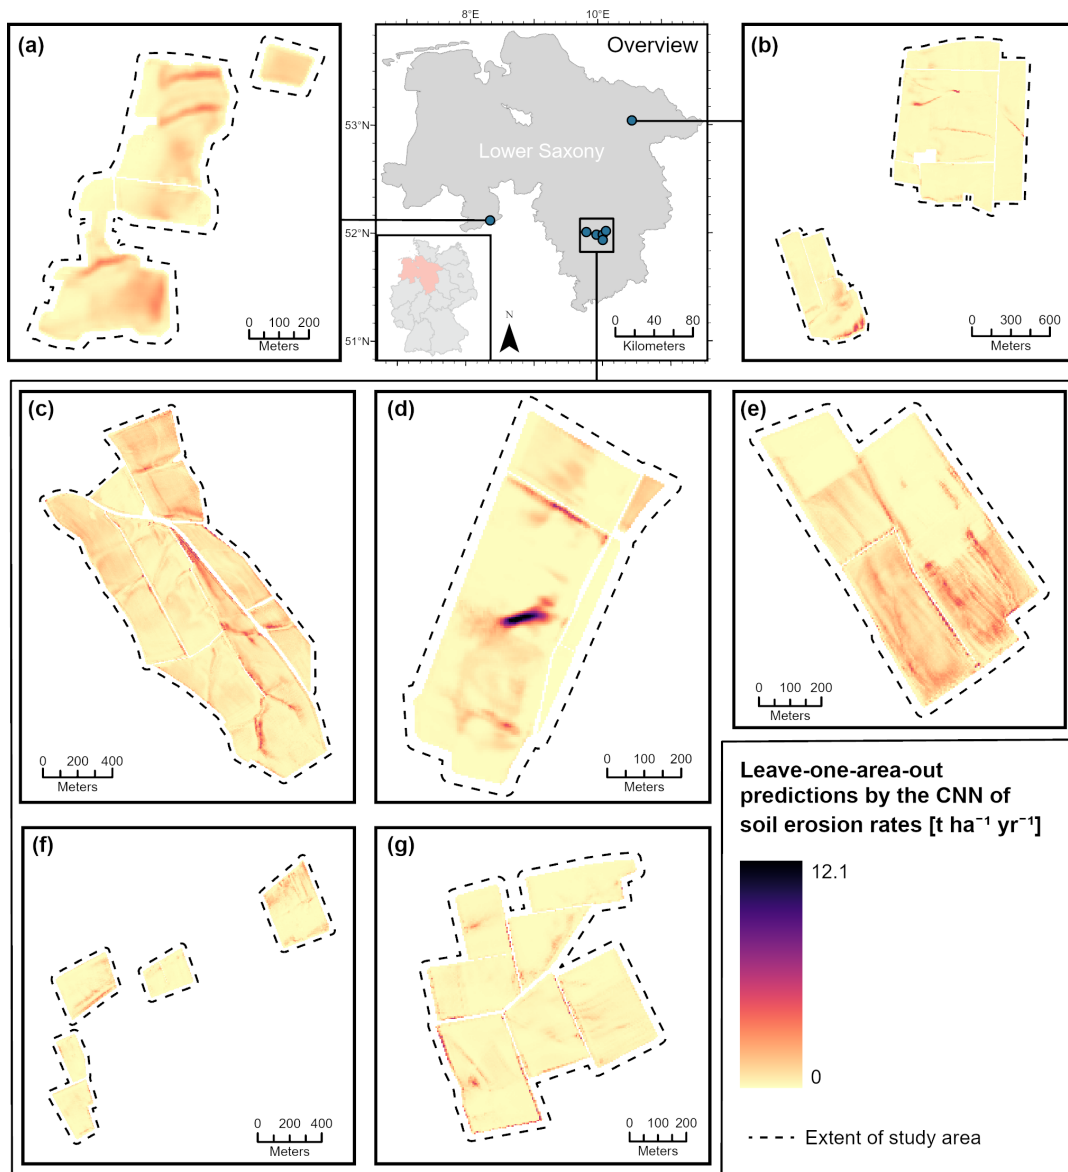 (a)
0 100 200
Meters
8°E
10°E
Overview
53°N
52°N
51°N
Lower Saxony
N
0 40 80
Kilometers
(b)
0 300 600
Meters
(c)
0 200 400
Meters
(d)
0 100 200
Meters
(e)
0 100 200
Meters
(f)
0 200 400
Meters
(g)
0 100 200
Meters
Leave-one-area-out
predictions by the CNN of
soil erosion rates [t ha⁻¹ yr⁻¹]
12.1
0
Extent of study area